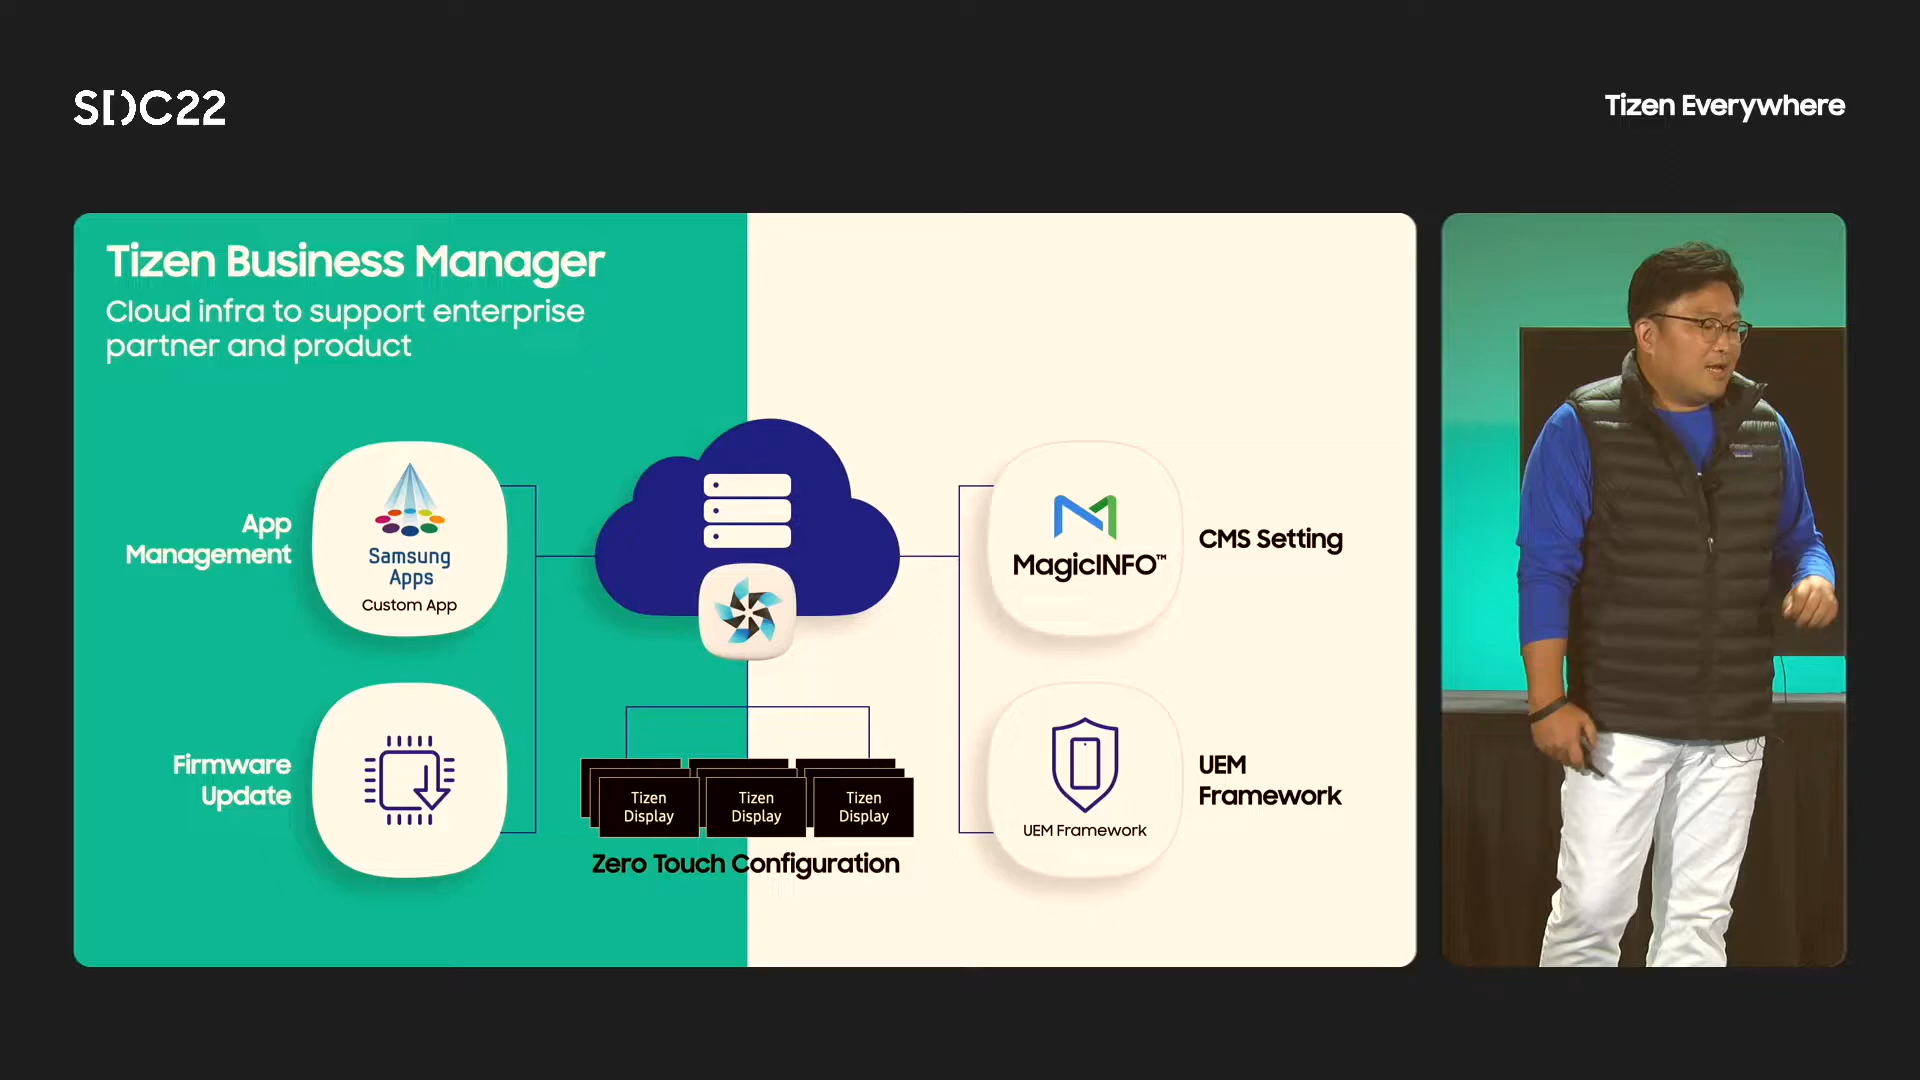 SDC22
Tizen Everywhere
Tizen Business Manager
Cloud infra to support enterprise
partner and product
App
Management
Samsung
Apps
Custom App
MagicINFO™
CMS Setting
Firmware
Update
Tizen
Display
Tizen
Display
Tizen
Display
Zero Touch Configuration
UEM Framework
UEM
Framework